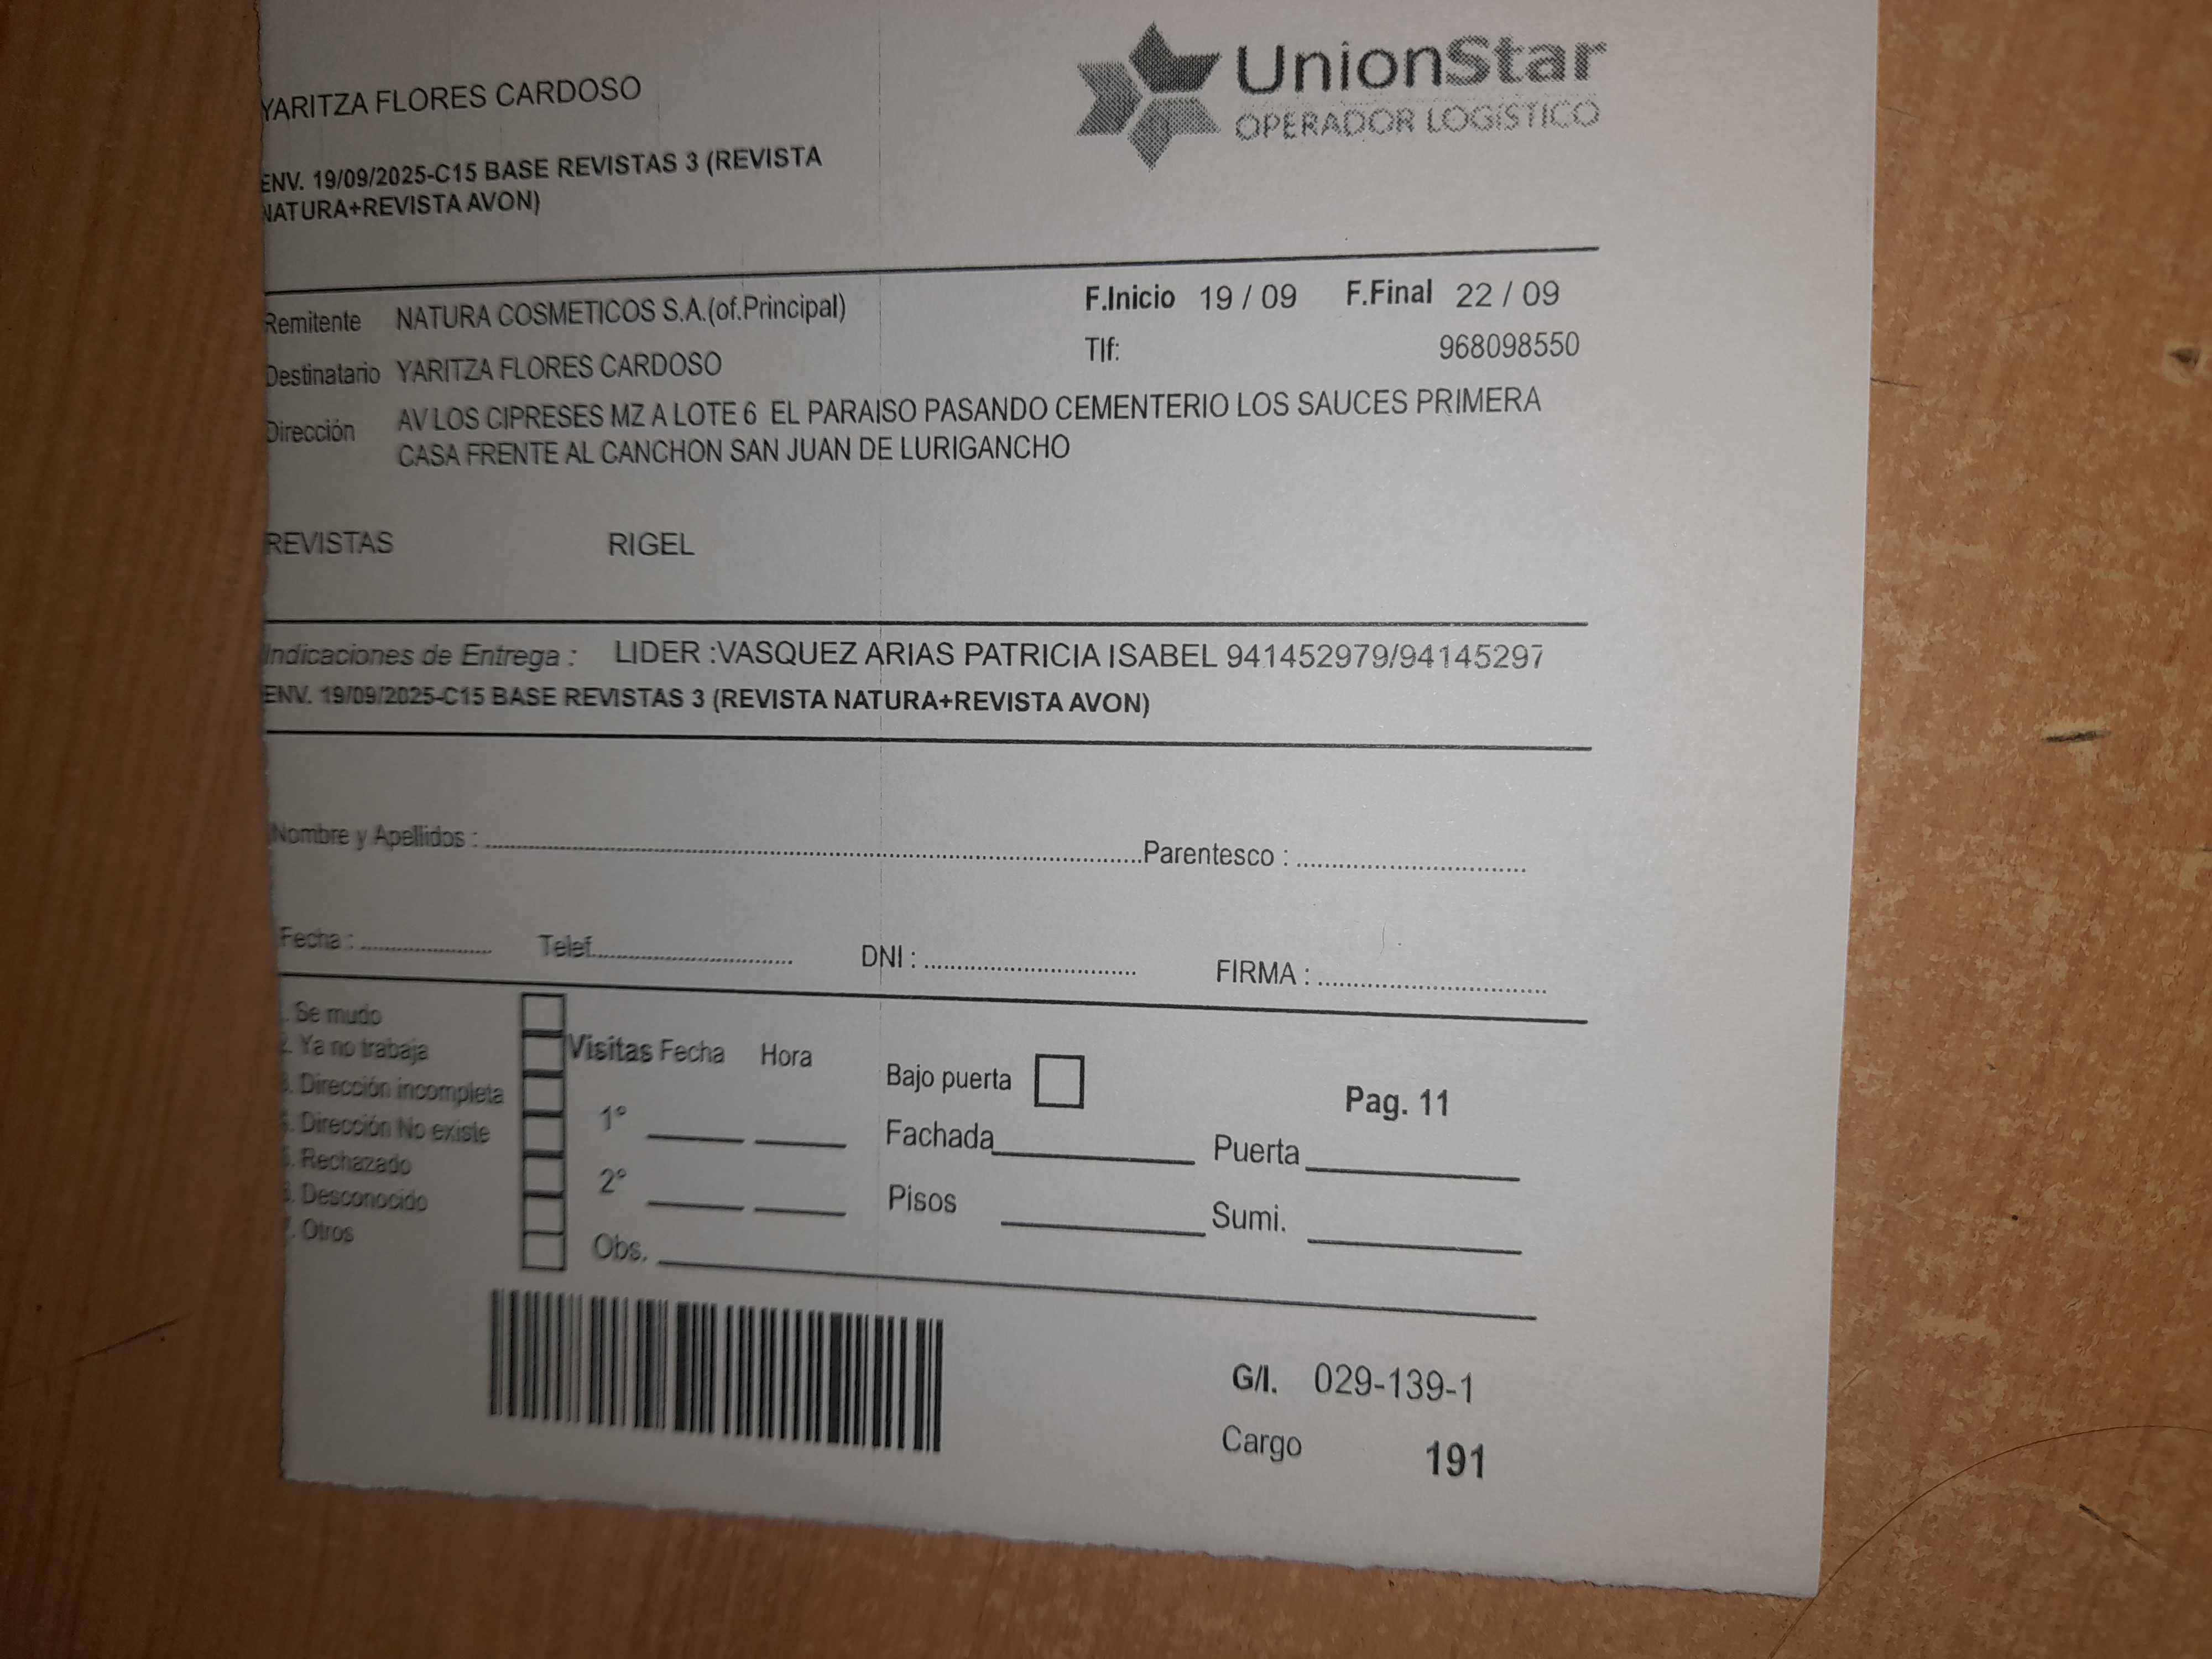 YARITZA FLORES CARDOSO
UnionStar
OPERADOR LOGÍSTICO
ENV. 19/09/2025-C15 BASE REVISTAS 3 (REVISTA
NATURA+REVISTA AVON)
Remitente NATURA COSMETICOS S.A.(of.Principal) F.Inicio 19 / 09 F.Final 22 / 09
Destinatario YARITZA FLORES CARDOSO Tlf: 968098550
Dirección AV LOS CIPRESES MZ A LOTE 6 EL PARAISO PASANDO CEMENTERIO LOS SAUCES PRIMERA
CASA FRENTE AL CANCHON SAN JUAN DE LURIGANCHO
REVISTAS RIGEL
Indicaciones de Entrega : LIDER :VASQUEZ ARIAS PATRICIA ISABEL 941452979/94145297
ENV. 19/09/2025-C15 BASE REVISTAS 3 (REVISTA NATURA+REVISTA AVON)
Nombre y Apellidos : Parentesco :
Fecha : Telef. DNI : FIRMA :
. Se mudo
2. Ya no trabaja Visitas Fecha Hora Bajo puerta Pag. 11
3. Dirección incompleta 1° Fachada Puerta
. Dirección No existe
. Rechazado 2° Pisos Sumi.
6. Desconocido
7. Otros Obs.
G/I. 029-139-1
Cargo 191